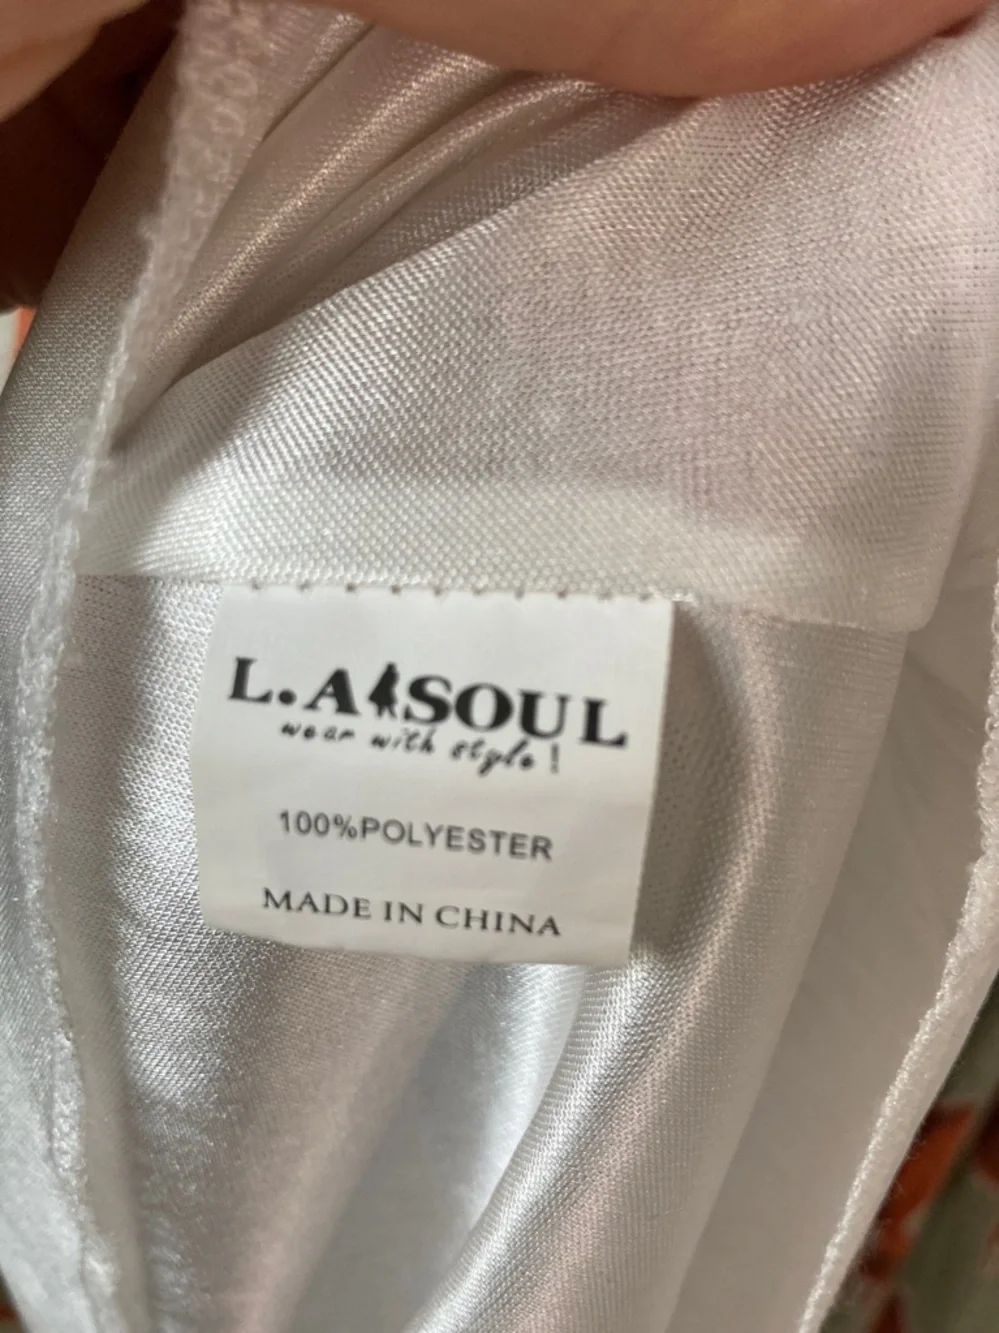 L.A SOUL
wear with style!
100%POLYESTER
MADE IN CHINA